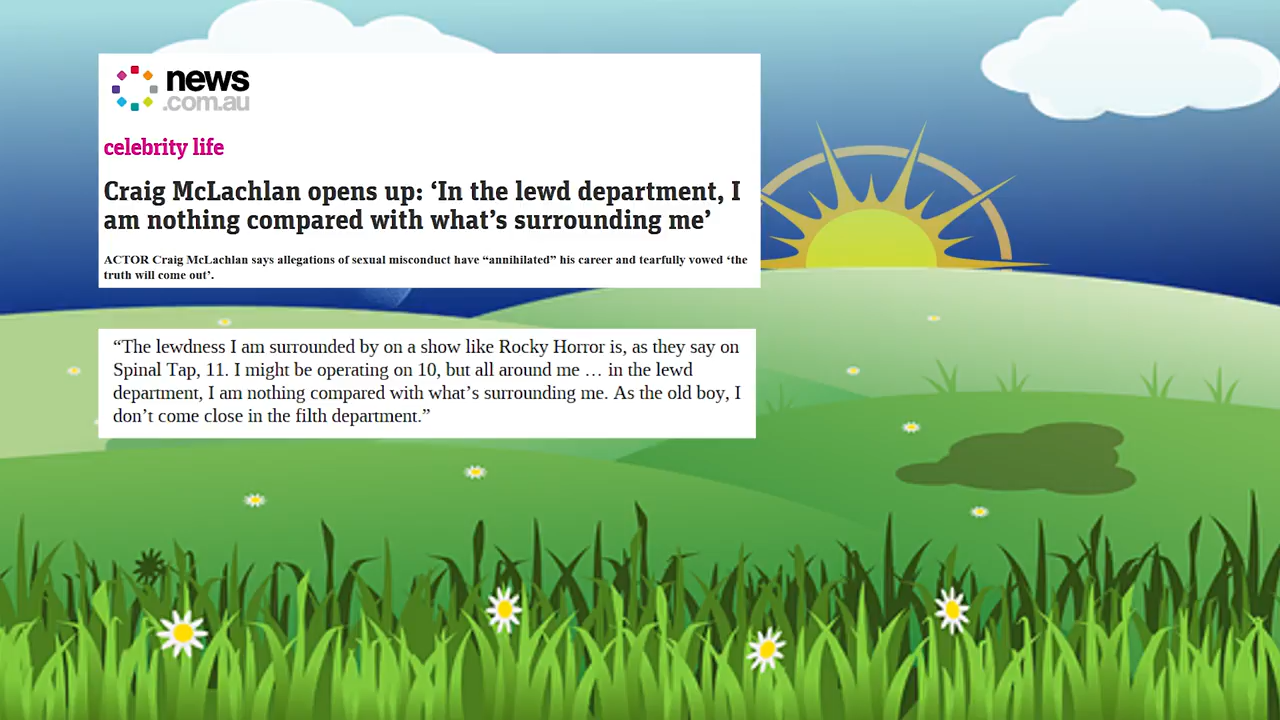 news
.com.au
celebrity life
Craig McLachlan opens up: ‘In the lewd department, I
am nothing compared with what’s surrounding me’
ACTOR Craig McLachlan says allegations of sexual misconduct have “annihilated” his career and tearfully vowed ‘the
truth will come out’.
“The lewdness I am surrounded by on a show like Rocky Horror is, as they say on
Spinal Tap, 11. I might be operating on 10, but all around me … in the lewd
department, I am nothing compared with what’s surrounding me. As the old boy, I
don’t come close in the filth department.”